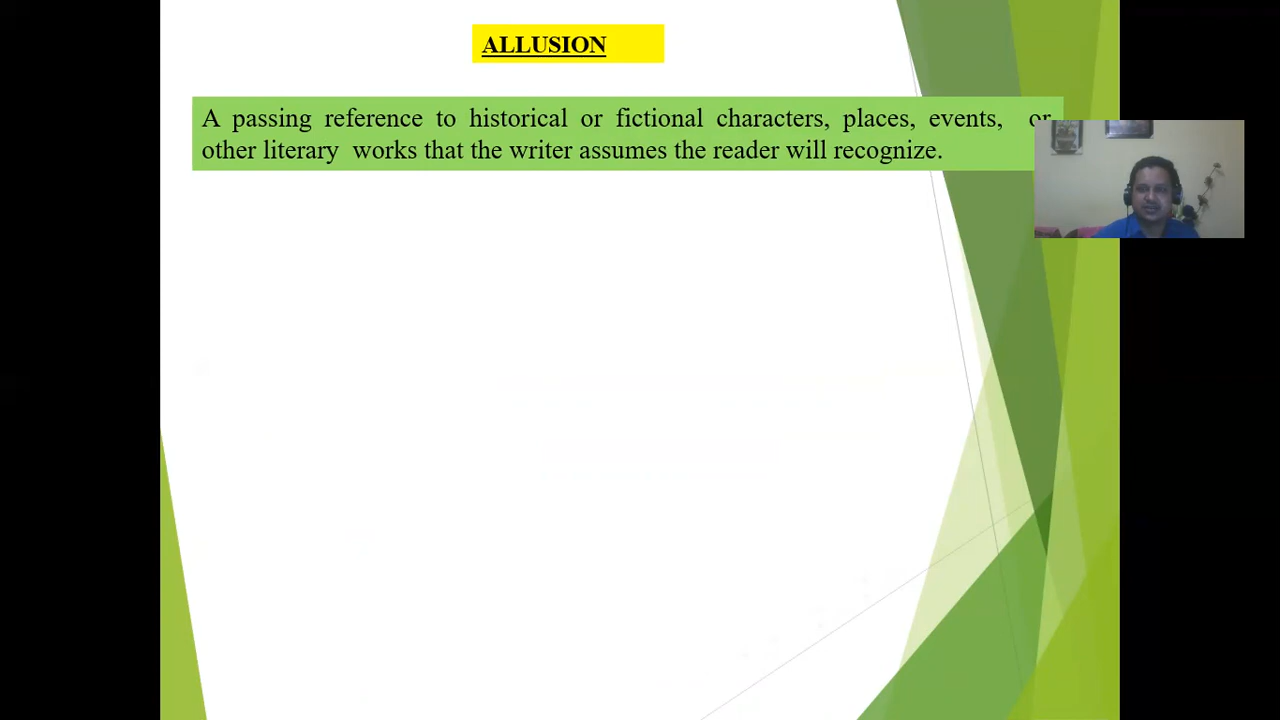 ALLUSION
A passing reference to historical or fictional characters, places, events, or
other literary works that the writer assumes the reader will recognize.